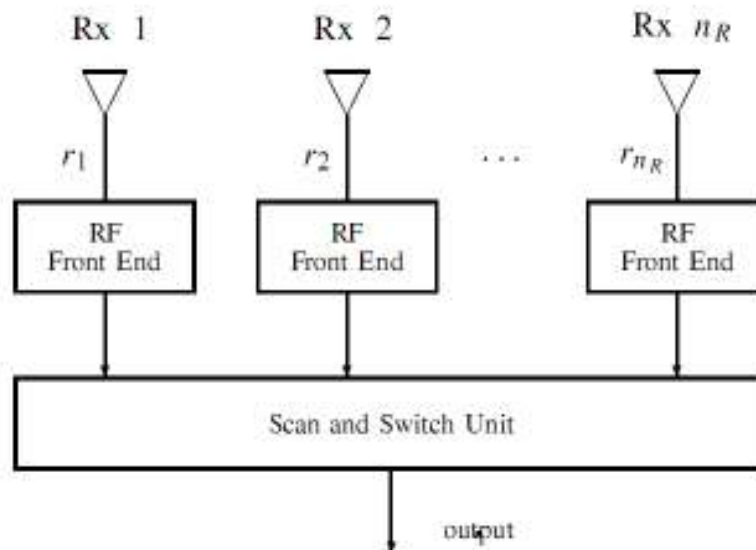 Rx 1 Rx 2 Rx n_R
r_1 r_2 . . . r_{n_R}
RF RF RF
Front End Front End Front End
Scan and Switch Unit
output